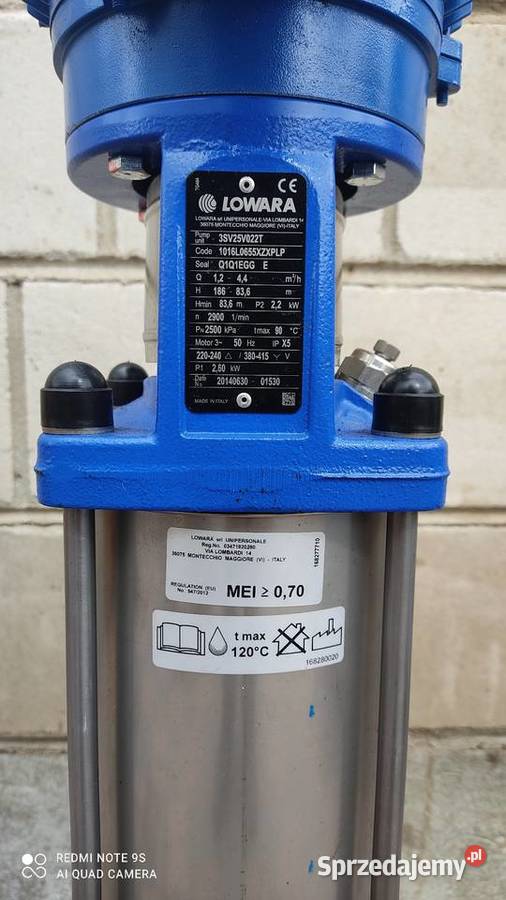 LOWARA
CE
LOWARA srl UNIPERSONALE-VIA LOMBARDI 14
36075 MONTECCHIO MAGGIORE (VI)-ITALY
Pump unit 3SV25V022T
Code 1016L0655XZXPLP
Seal Q1Q1EGG E
Q 1,2 - 4,4 m³/h
H 186 - 83,6 m
Hmin 83,6 m P2 2,2 kW
n 2900 1/min
PN 2500 kPa tmax 90 °C
Motor 3~ 50 Hz IP X5
220-240 △ / 380-415 Y V
P1 2,60 kW
Date 20140630 - 01530
MADE IN ITALY
LOWARA srl UNIPERSONALE
Reg.No. 03471820260
VIA LOMBARDI 14
36075 MONTECCHIO MAGGIORE (VI) - ITALY
168277710
REGULATION (EU)
No. 547/2012
MEI ≥ 0,70
t max
120°C
168280020
REDMI NOTE 9S
AI QUAD CAMERA
Sprzedajemy.pl